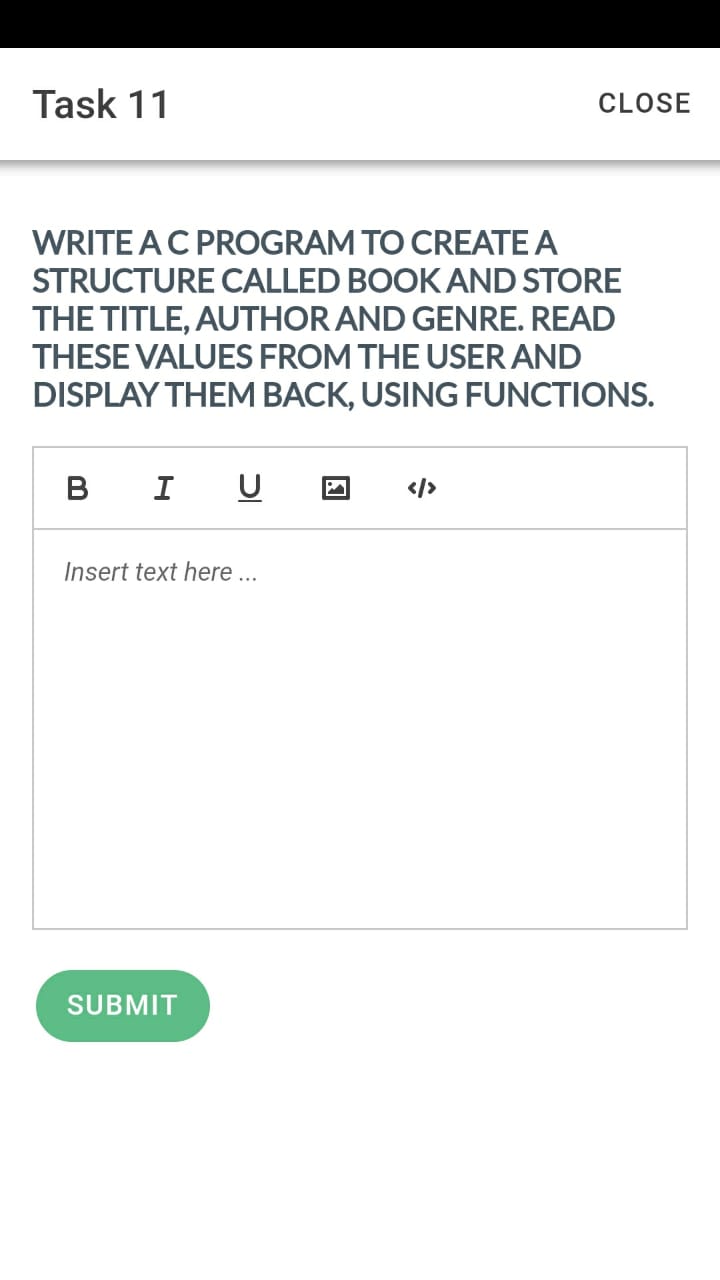 Task 11
CLOSE
WRITE A C PROGRAM TO CREATE A
STRUCTURE CALLED BOOK AND STORE
THE TITLE, AUTHOR AND GENRE. READ
THESE VALUES FROM THE USER AND
DISPLAY THEM BACK, USING FUNCTIONS.
B I U </>
Insert text here ...
SUBMIT